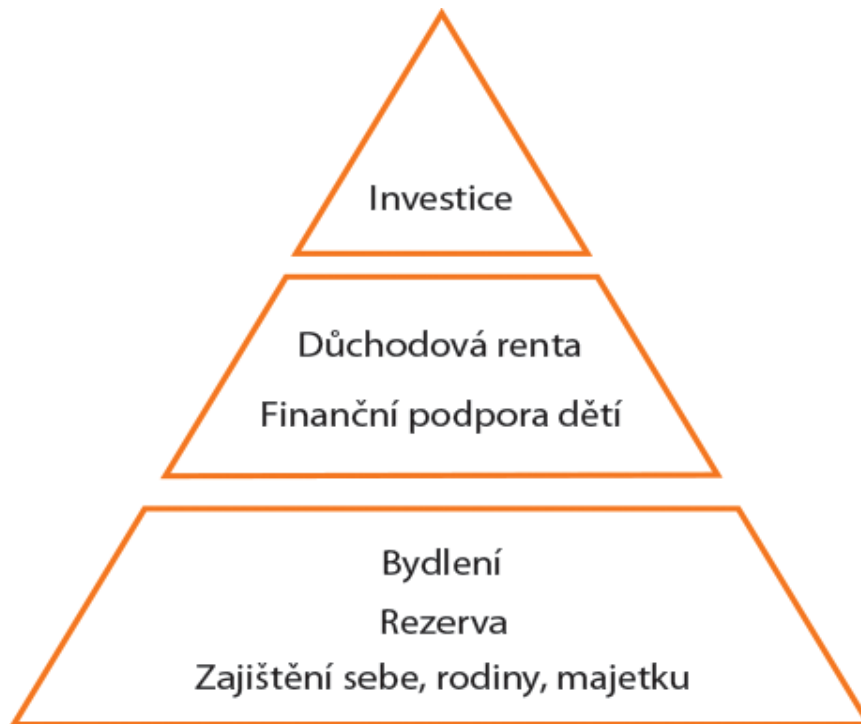 Investice
Důchodová renta
Finanční podpora dětí
Bydlení
Rezerva
Zajištění sebe, rodiny, majetku